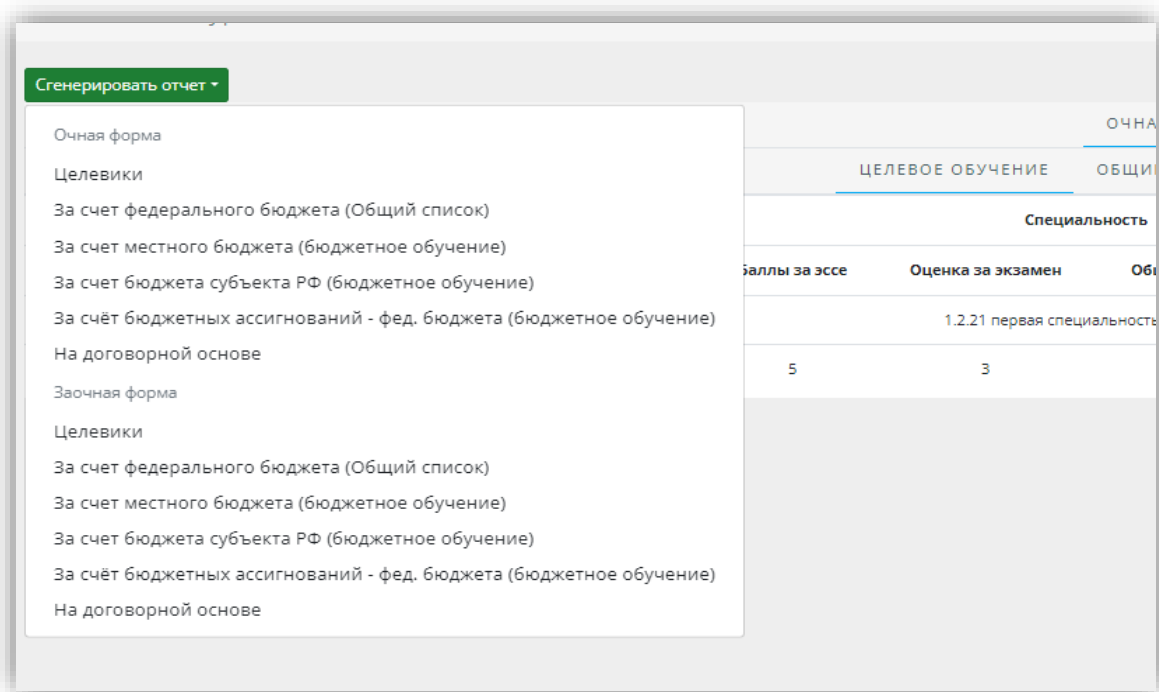 Сгенерировать отчет
Очная форма
Целевики
За счет федерального бюджета (Общий список)
За счет местного бюджета (бюджетное обучение)
За счет бюджета субъекта РФ (бюджетное обучение)
За счёт бюджетных ассигнований - фед. бюджета (бюджетное обучение)
На договорной основе
Заочная форма
Целевики
За счет федерального бюджета (Общий список)
За счет местного бюджета (бюджетное обучение)
За счет бюджета субъекта РФ (бюджетное обучение)
За счёт бюджетных ассигнований - фед. бюджета (бюджетное обучение)
На договорной основе
ОЧНА
ЦЕЛЕВОЕ ОБУЧЕНИЕ ОБЩИ
Специальность
Баллы за эссе Оценка за экзамен Об
1.2.21 первая специальность
5 3